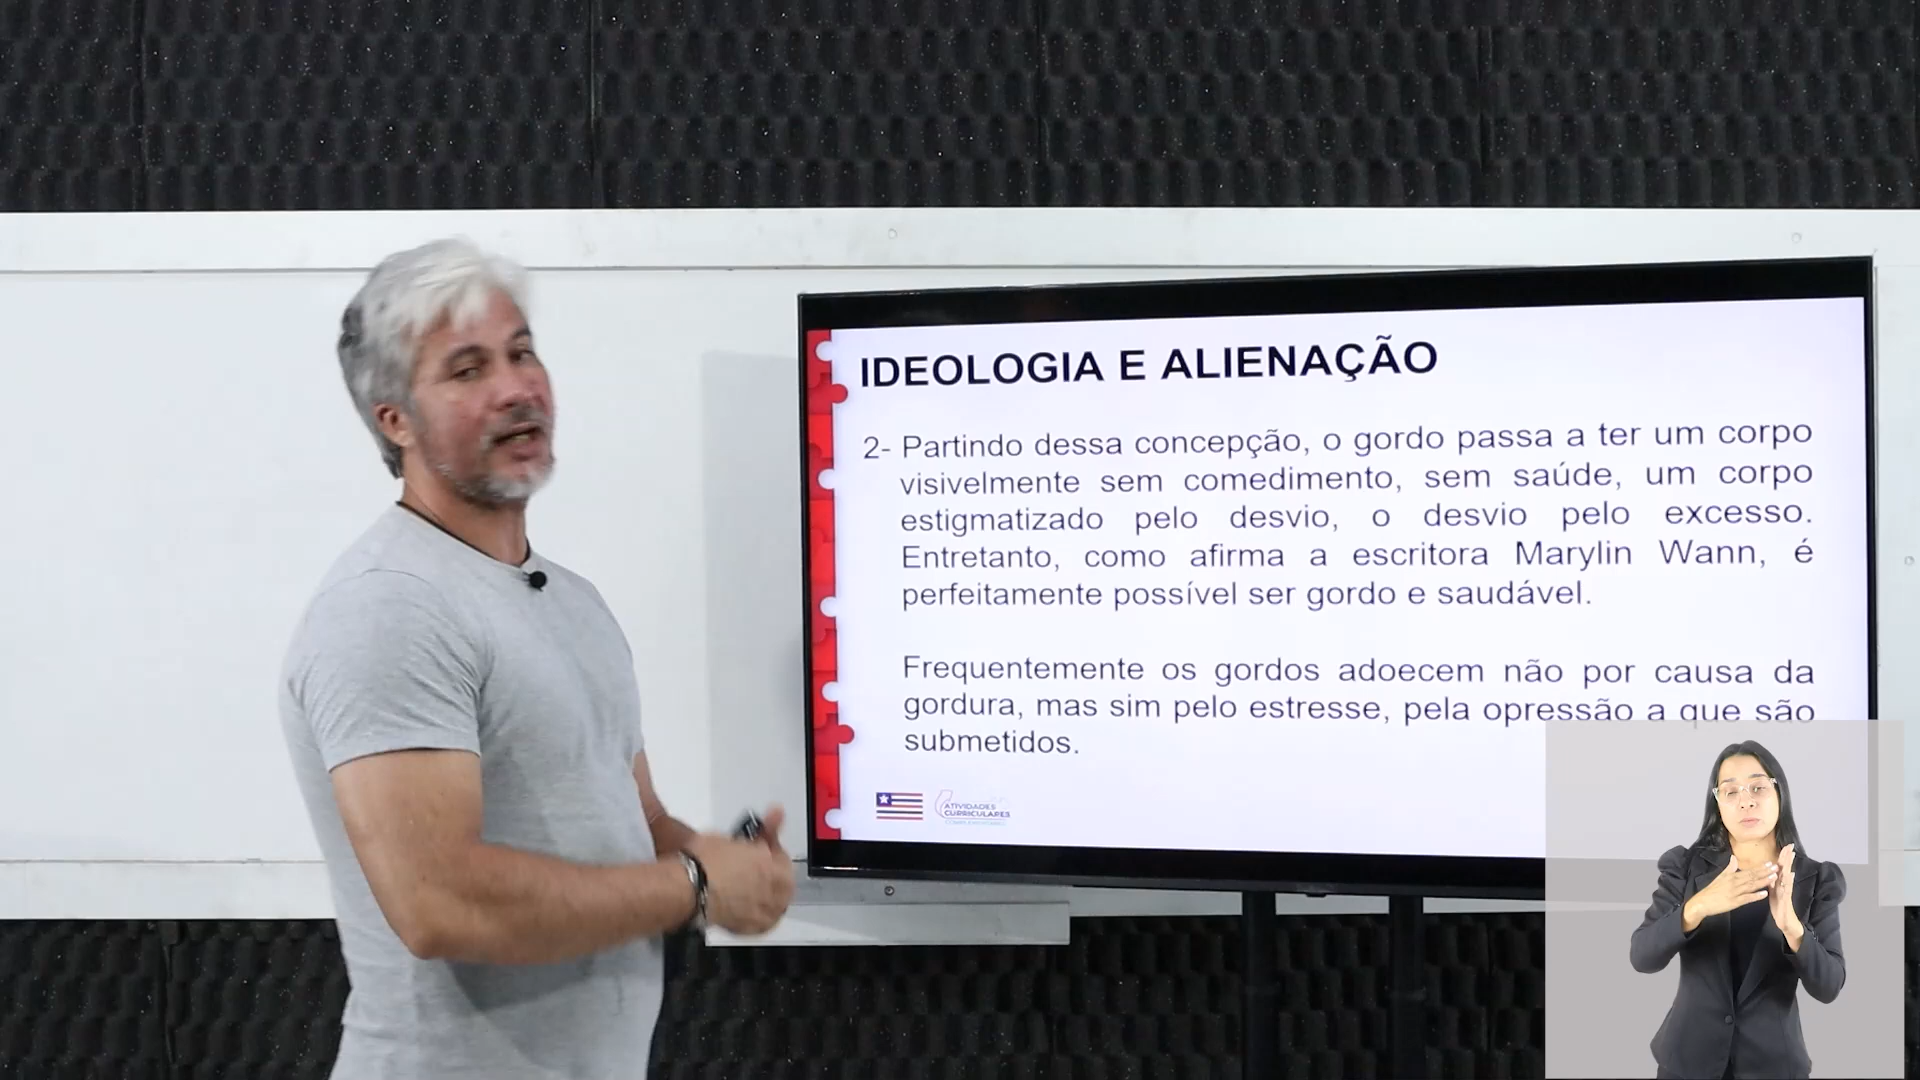 IDEOLOGIA E ALIENAÇÃO
2- Partindo dessa concepção, o gordo passa a ter um corpo
visivelmente sem comedimento, sem saúde, um corpo
estigmatizado pelo desvio, o desvio pelo excesso.
Entretanto, como afirma a escritora Marylin Wann, é
perfeitamente possível ser gordo e saudável.
Frequentemente os gordos adoecem não por causa da
gordura, mas sim pelo estresse, pela opressão a que são
submetidos.
ATIVIDADES
CURRICULARES